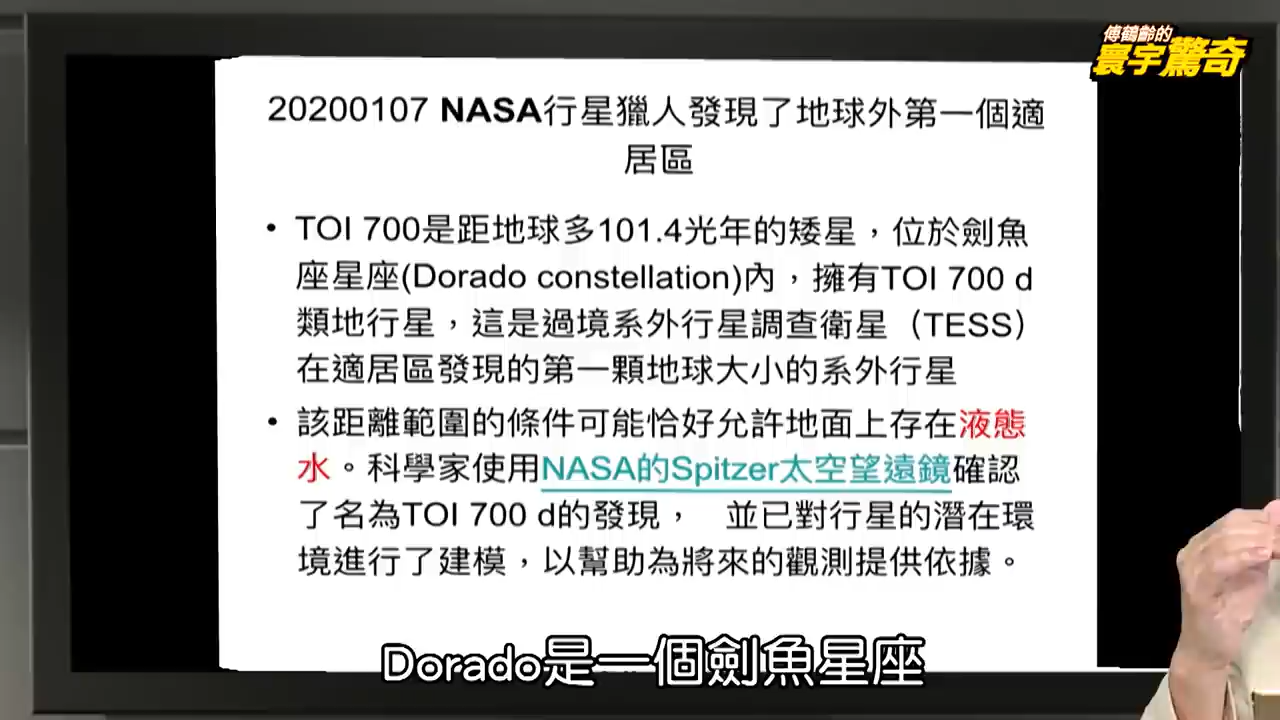 傅鶴齡的
寰宇驚奇
20200107 NASA行星獵人發現了地球外第一個適
居區
• TOI 700是距地球多101.4光年的矮星，位於劍魚
座星座(Dorado constellation)內，擁有TOI 700 d
類地行星，這是過境系外行星調查衛星（TESS）
在適居區發現的第一顆地球大小的系外行星
• 該距離範圍的條件可能恰好允許地面上存在液態
水。科學家使用NASA的Spitzer太空望遠鏡確認
了名為TOI 700 d的發現， 並已對行星的潛在環
境進行了建模，以幫助為將來的觀測提供依據。
Dorado是一個劍魚星座